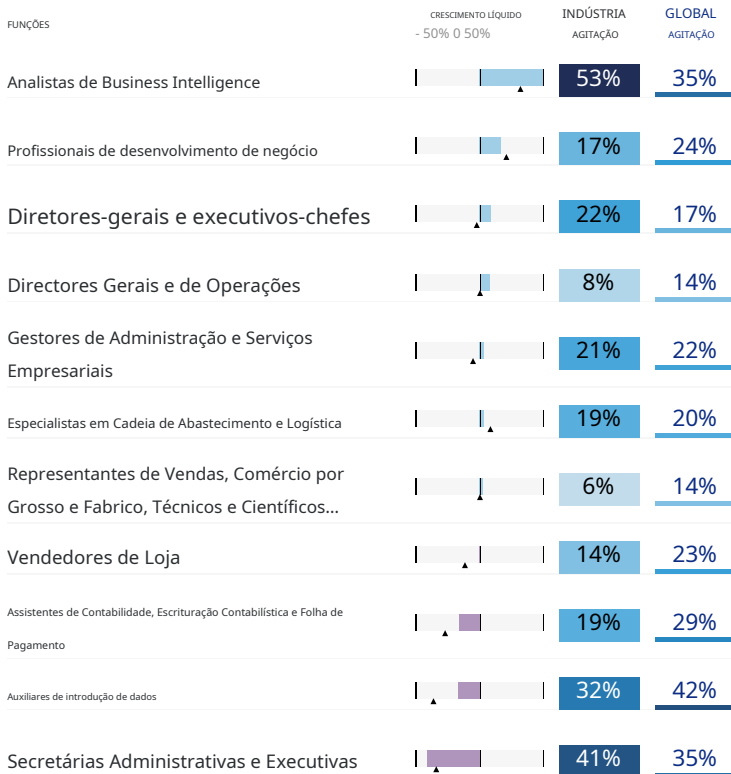 FUNÇÕES
CRESCIMENTO LÍQUIDO
- 50% 0 50%
INDÚSTRIA
AGITAÇÃO
GLOBAL
AGITAÇÃO
Analistas de Business Intelligence 53% 35%
Profissionais de desenvolvimento de negócio 17% 24%
Diretores-gerais e executivos-chefes 22% 17%
Directores Gerais e de Operações 8% 14%
Gestores de Administração e Serviços
Empresariais
21% 22%
Especialistas em Cadeia de Abastecimento e Logística 19% 20%
Representantes de Vendas, Comércio por
Grosso e Fabrico, Técnicos e Científicos...
6% 14%
Vendedores de Loja 14% 23%
Assistentes de Contabilidade, Escrituração Contabilística e Folha de
Pagamento
19% 29%
Auxiliares de introdução de dados 32% 42%
Secretárias Administrativas e Executivas 41% 35%